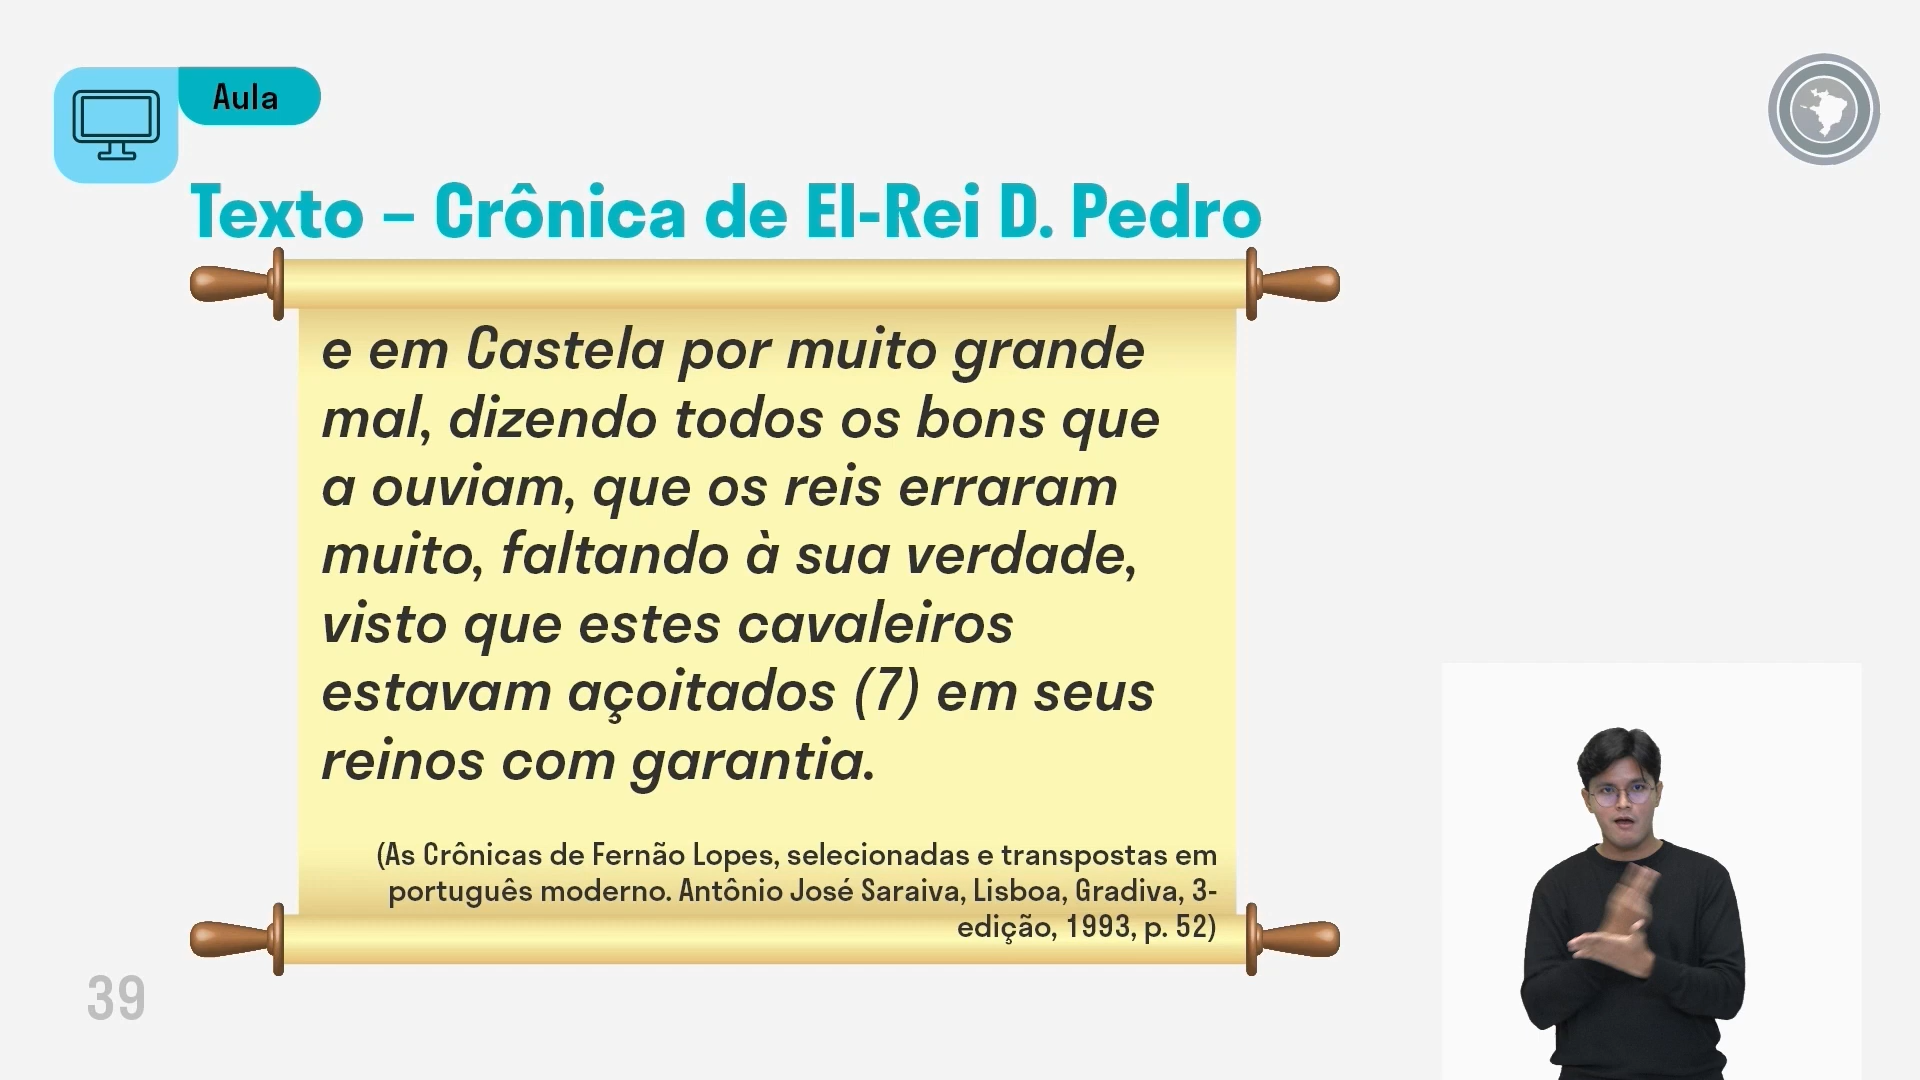 Aula
Texto – Crônica de El-Rei D. Pedro
e em Castela por muito grande
mal, dizendo todos os bons que
a ouviam, que os reis erraram
muito, faltando à sua verdade,
visto que estes cavaleiros
estavam açoitados (7) em seus
reinos com garantia.
(As Crônicas de Fernão Lopes, selecionadas e transpostas em
português moderno. Antônio José Saraiva, Lisboa, Gradiva, 3-
edição, 1993, p. 52)
39